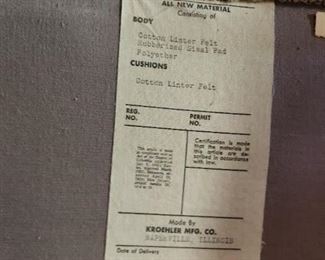 ALL NEW MATERIAL
Consisting of
BODY
Cotton Linter Felt
Rubberized Sisal Pad
Polyether
CUSHIONS
Cotton Linter Felt
REG. NO.
PERMIT NO.
Certification is made
that the materials in
this article are des-
cribed in accordance
with law.
Made By
KROEHLER MFG. CO.
NAPERVILLE, ILLINOIS
Date of Delivery